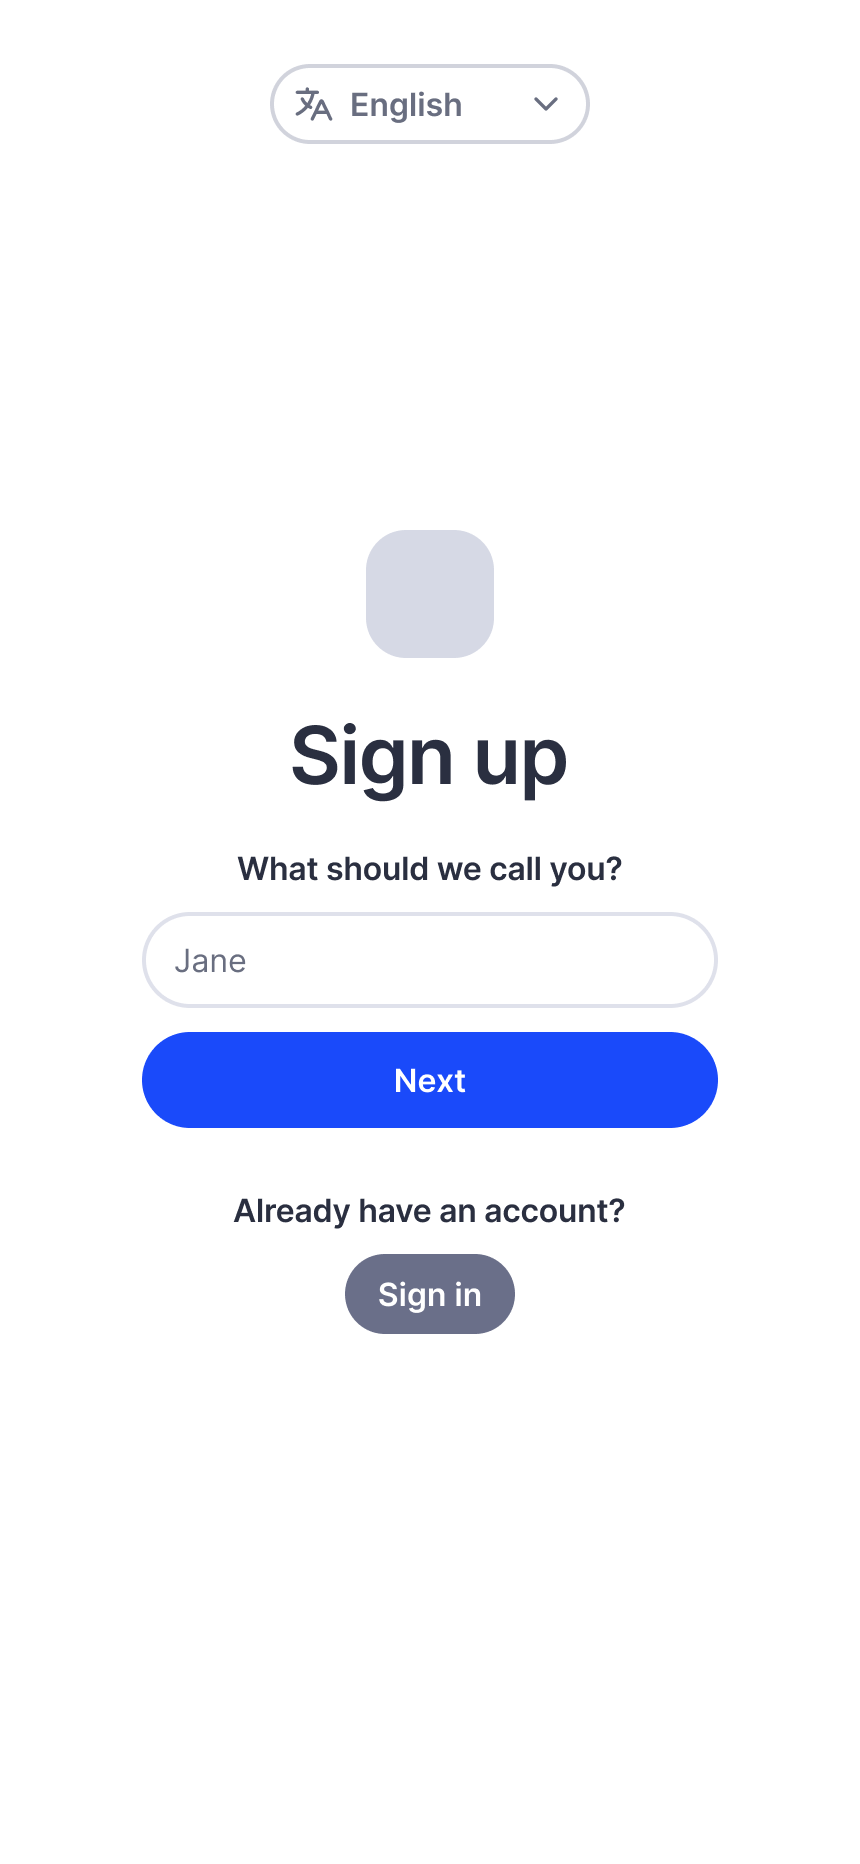 English
Sign up
What should we call you?
Jane
Next
Already have an account?
Sign in